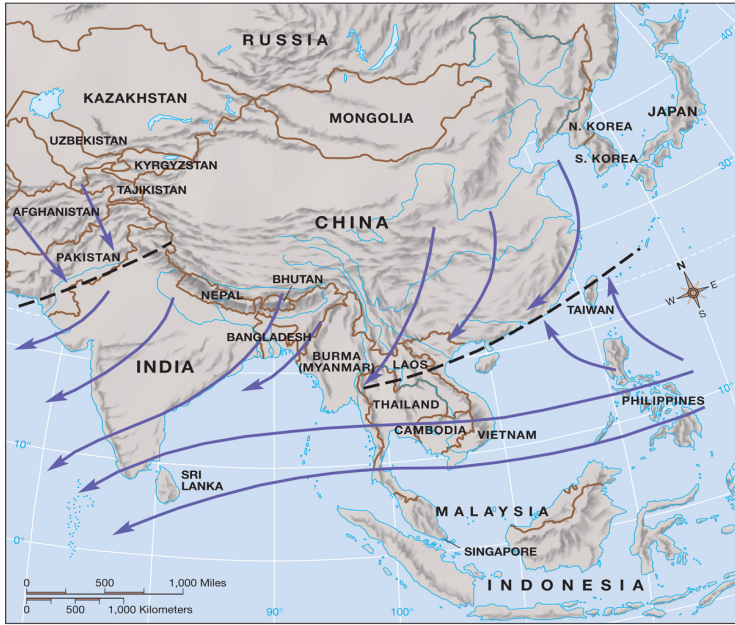 RUSSIA
40°
KAZAKHSTAN
MONGOLIA
JAPAN
N. KOREA
UZBEKISTAN
S. KOREA
KYRGYZSTAN
30°
TAJIKISTAN
AFGHANISTAN
CHINA
PAKISTAN
N
BHUTAN
E
NEPAL
W
S
TAIWAN
BANGLADESH
INDIA
BURMA
(MYANMAR)
LAOS
10°
THAILAND
PHILIPPINES
CAMBODIA
VIETNAM
10°
SRI
LANKA
MALAYSIA
0°
SINGAPORE
INDONESIA
0 500 1,000 Miles
0 500 1,000 Kilometers
90°
100°